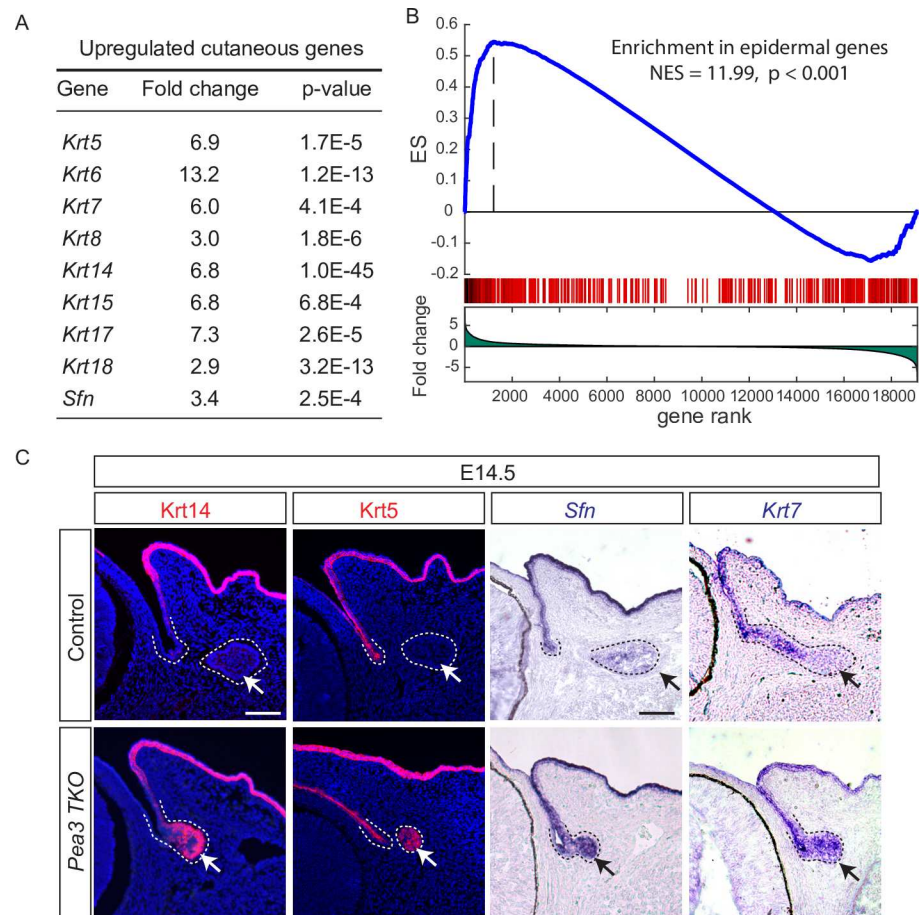 A
Upregulated cutaneous genes
Gene Fold change p-value
Krt5 6.9 1.7E-5
Krt6 13.2 1.2E-13
Krt7 6.0 4.1E-4
Krt8 3.0 1.8E-6
Krt14 6.8 1.0E-45
Krt15 6.8 6.8E-4
Krt17 7.3 2.6E-5
Krt18 2.9 3.2E-13
Sfn 3.4 2.5E-4
B
Enrichment in epidermal genes
NES = 11.99, p < 0.001
ES
0.6
0.5
0.4
0.3
0.2
0.1
0
-0.1
-0.2
Fold change
5
0
-5
2000 4000 6000 8000 10000 12000 14000 16000 18000
gene rank
C
E14.5
Krt14 Krt5 Sfn Krt7
Control
Pea3 TKO